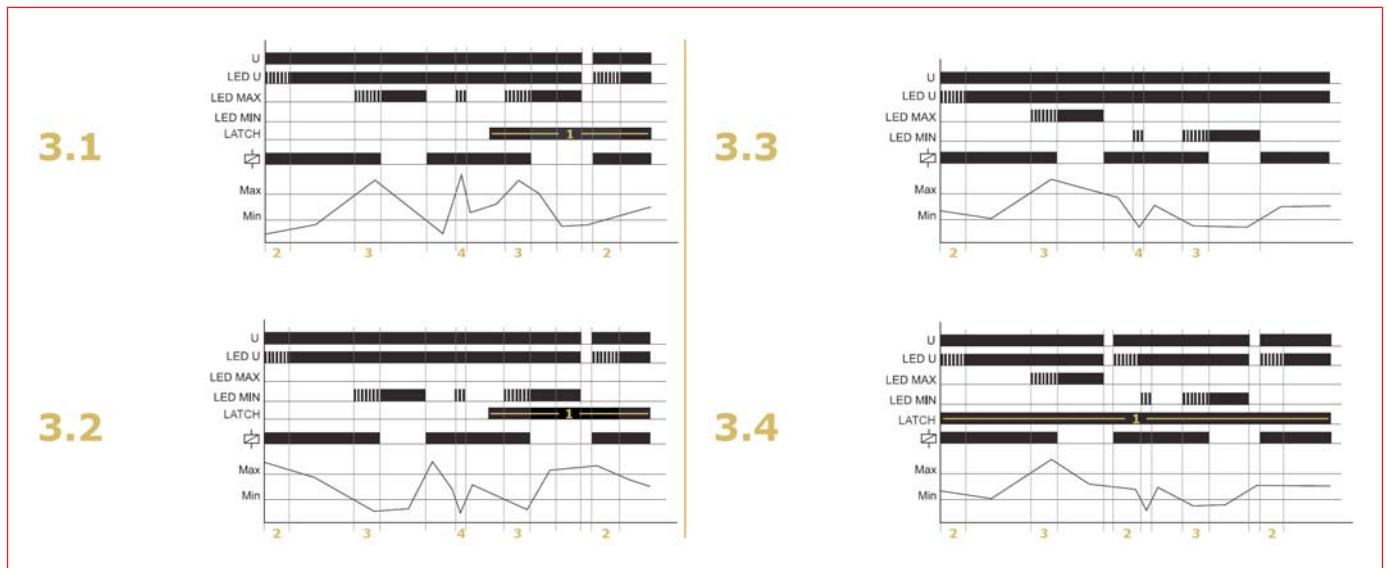 3.1
U
LED U
LED MAX
LED MIN
LATCH
1
Max
Min
2 3 4 3 2
3.2
U
LED U
LED MAX
LED MIN
LATCH
1
Max
Min
2 3 4 3 2
3.3
U
LED U
LED MAX
LED MIN
Max
Min
2 3 4 3
3.4
U
LED U
LED MAX
LED MIN
LATCH
1
Max
Min
2 3 2 3 2